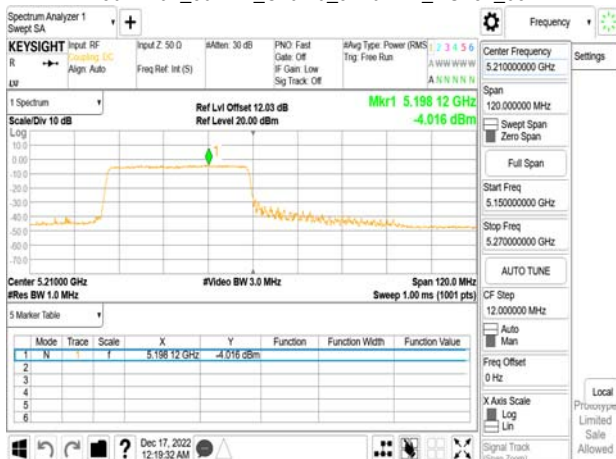 Spectrum Analyzer 1
Swept SA
+
Frequency
Settings
KEYSIGHT
Input: RF
Coupling: DC
Align: Auto
Input Z: 50 Ω
Freq Ref: Int (S)
#Atten: 30 dB
PNO: Fast
Gate: Off
IF Gain: Low
Sig Track: Off
#Avg Type: Power (RMS
Trig: Free Run
1 2 3 4 5 6
A W W W W W
A N N N N N
R
1 Spectrum
Scale/Div 10 dB
Ref Lvl Offset 12.03 dB
Ref Level 20.00 dBm
Mkr1 5.198 12 GHz
-4.016 dBm
Log
10.0
0.00
-10.0
-20.0
-30.0
-40.0
-50.0
-60.0
-70.0
1
Center 5.21000 GHz
#Res BW 1.0 MHz
#Video BW 3.0 MHz
Span 120.0 MHz
Sweep 1.00 ms (1001 pts)
5 Marker Table
Mode Trace Scale X Y Function Function Width Function Value
1 N 1 f 5.198 12 GHz -4.016 dBm
2
3
4
5
6
Dec 17, 2022
12:19:32 AM
Center Frequency
5.210000000 GHz
Span
120.000000 MHz
Swept Span
Zero Span
Full Span
Start Freq
5.150000000 GHz
Stop Freq
5.270000000 GHz
AUTO TUNE
CF Step
12.000000 MHz
Auto
Man
Freq Offset
0 Hz
X Axis Scale
Log
Lin
Signal Track
Local
Limited
Sale
Allowed